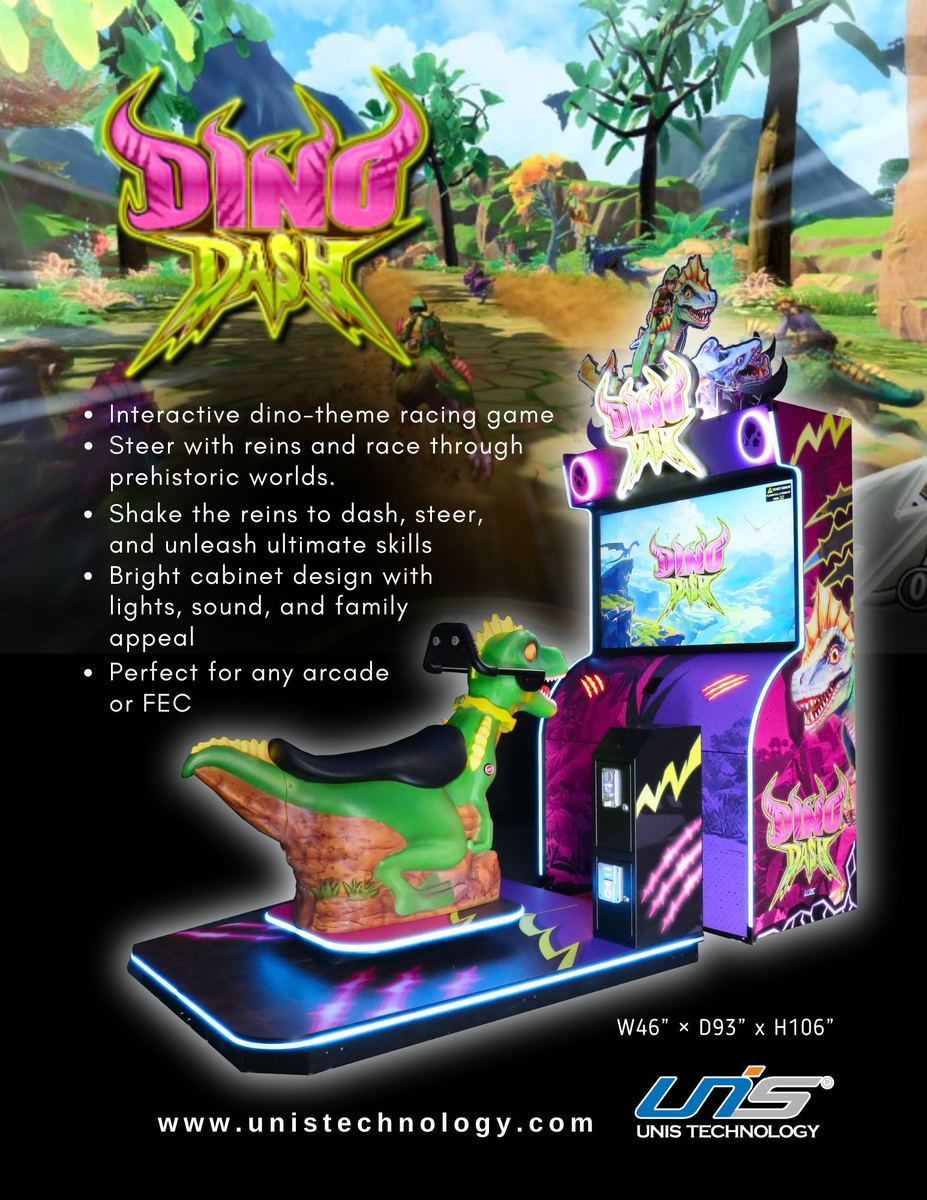 DINO
DASH
• Interactive dino-theme racing game
• Steer with reins and race through
prehistoric worlds.
• Shake the reins to dash, steer,
and unleash ultimate skills
• Bright cabinet design with
lights, sound, and family
appeal
• Perfect for any arcade
or FEC
DINO
DASH
DINO
DASH
DINO
DASH
W46” × D93” x H106”
www.unistechnology.com
UNIS®
UNIS TECHNOLOGY